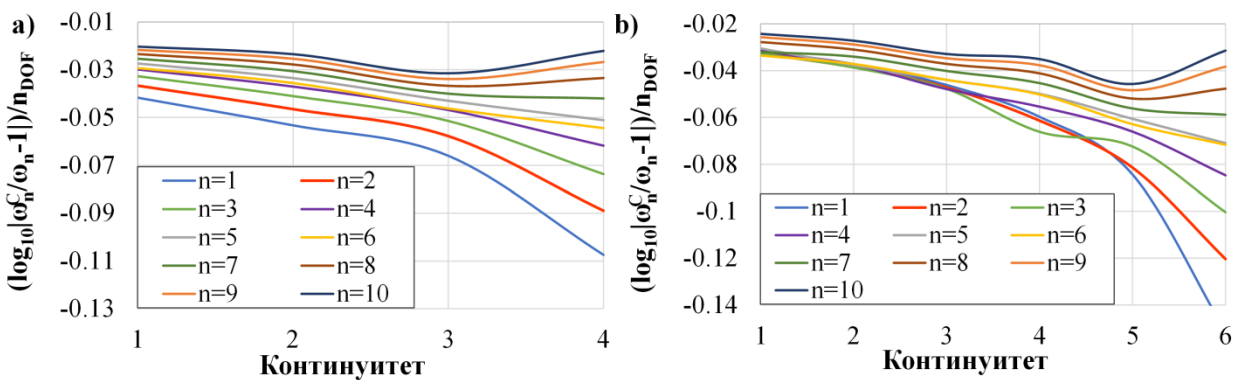 a)
(log₁₀|ωₙᶜ/ωₙ-1|)/n_DOF
-0.01
-0.03
-0.05
-0.07
-0.09
-0.11
-0.13
n=1 n=2
n=3 n=4
n=5 n=6
n=7 n=8
n=9 n=10
1 2 3 4
Континуитет
b)
(log₁₀|ωₙᶜ/ωₙ-1|)/n_DOF
-0.02
-0.04
-0.06
-0.08
-0.1
-0.12
-0.14
n=1 n=2 n=3
n=4 n=5 n=6
n=7 n=8 n=9
n=10
1 2 3 4 5 6
Континуитет